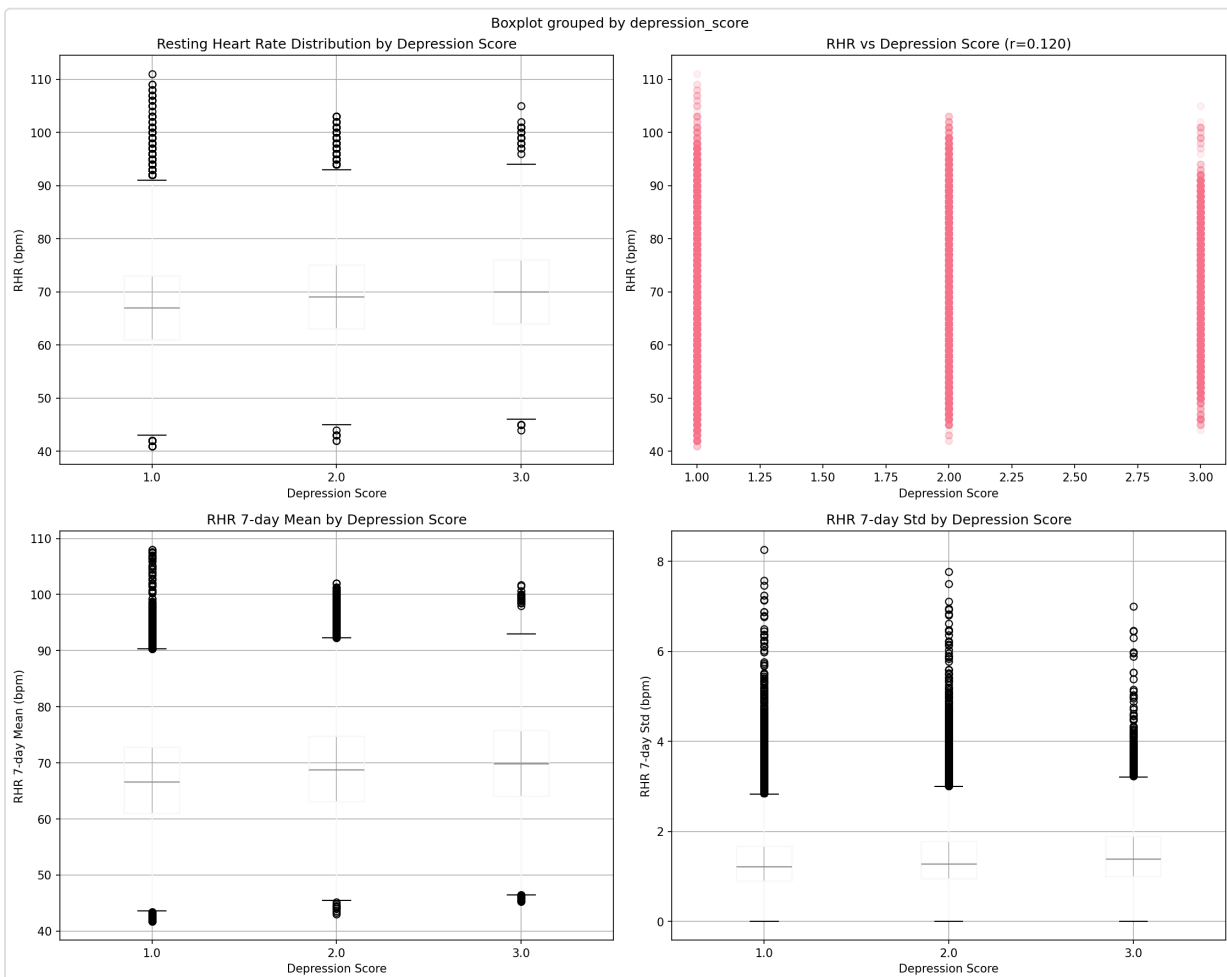 Boxplot grouped by depression_score
Resting Heart Rate Distribution by Depression Score
110
100
90
80
70
60
50
40
RHR (bpm)
1.0 2.0 3.0
Depression Score
RHR vs Depression Score (r=0.120)
110
100
90
80
70
60
50
40
RHR (bpm)
1.00 1.25 1.50 1.75 2.00 2.25 2.50 2.75 3.00
Depression Score
RHR 7-day Mean by Depression Score
110
100
90
80
70
60
50
40
RHR 7-day Mean (bpm)
1.0 2.0 3.0
Depression Score
RHR 7-day Std by Depression Score
8
6
4
2
0
RHR 7-day Std (bpm)
1.0 2.0 3.0
Depression Score